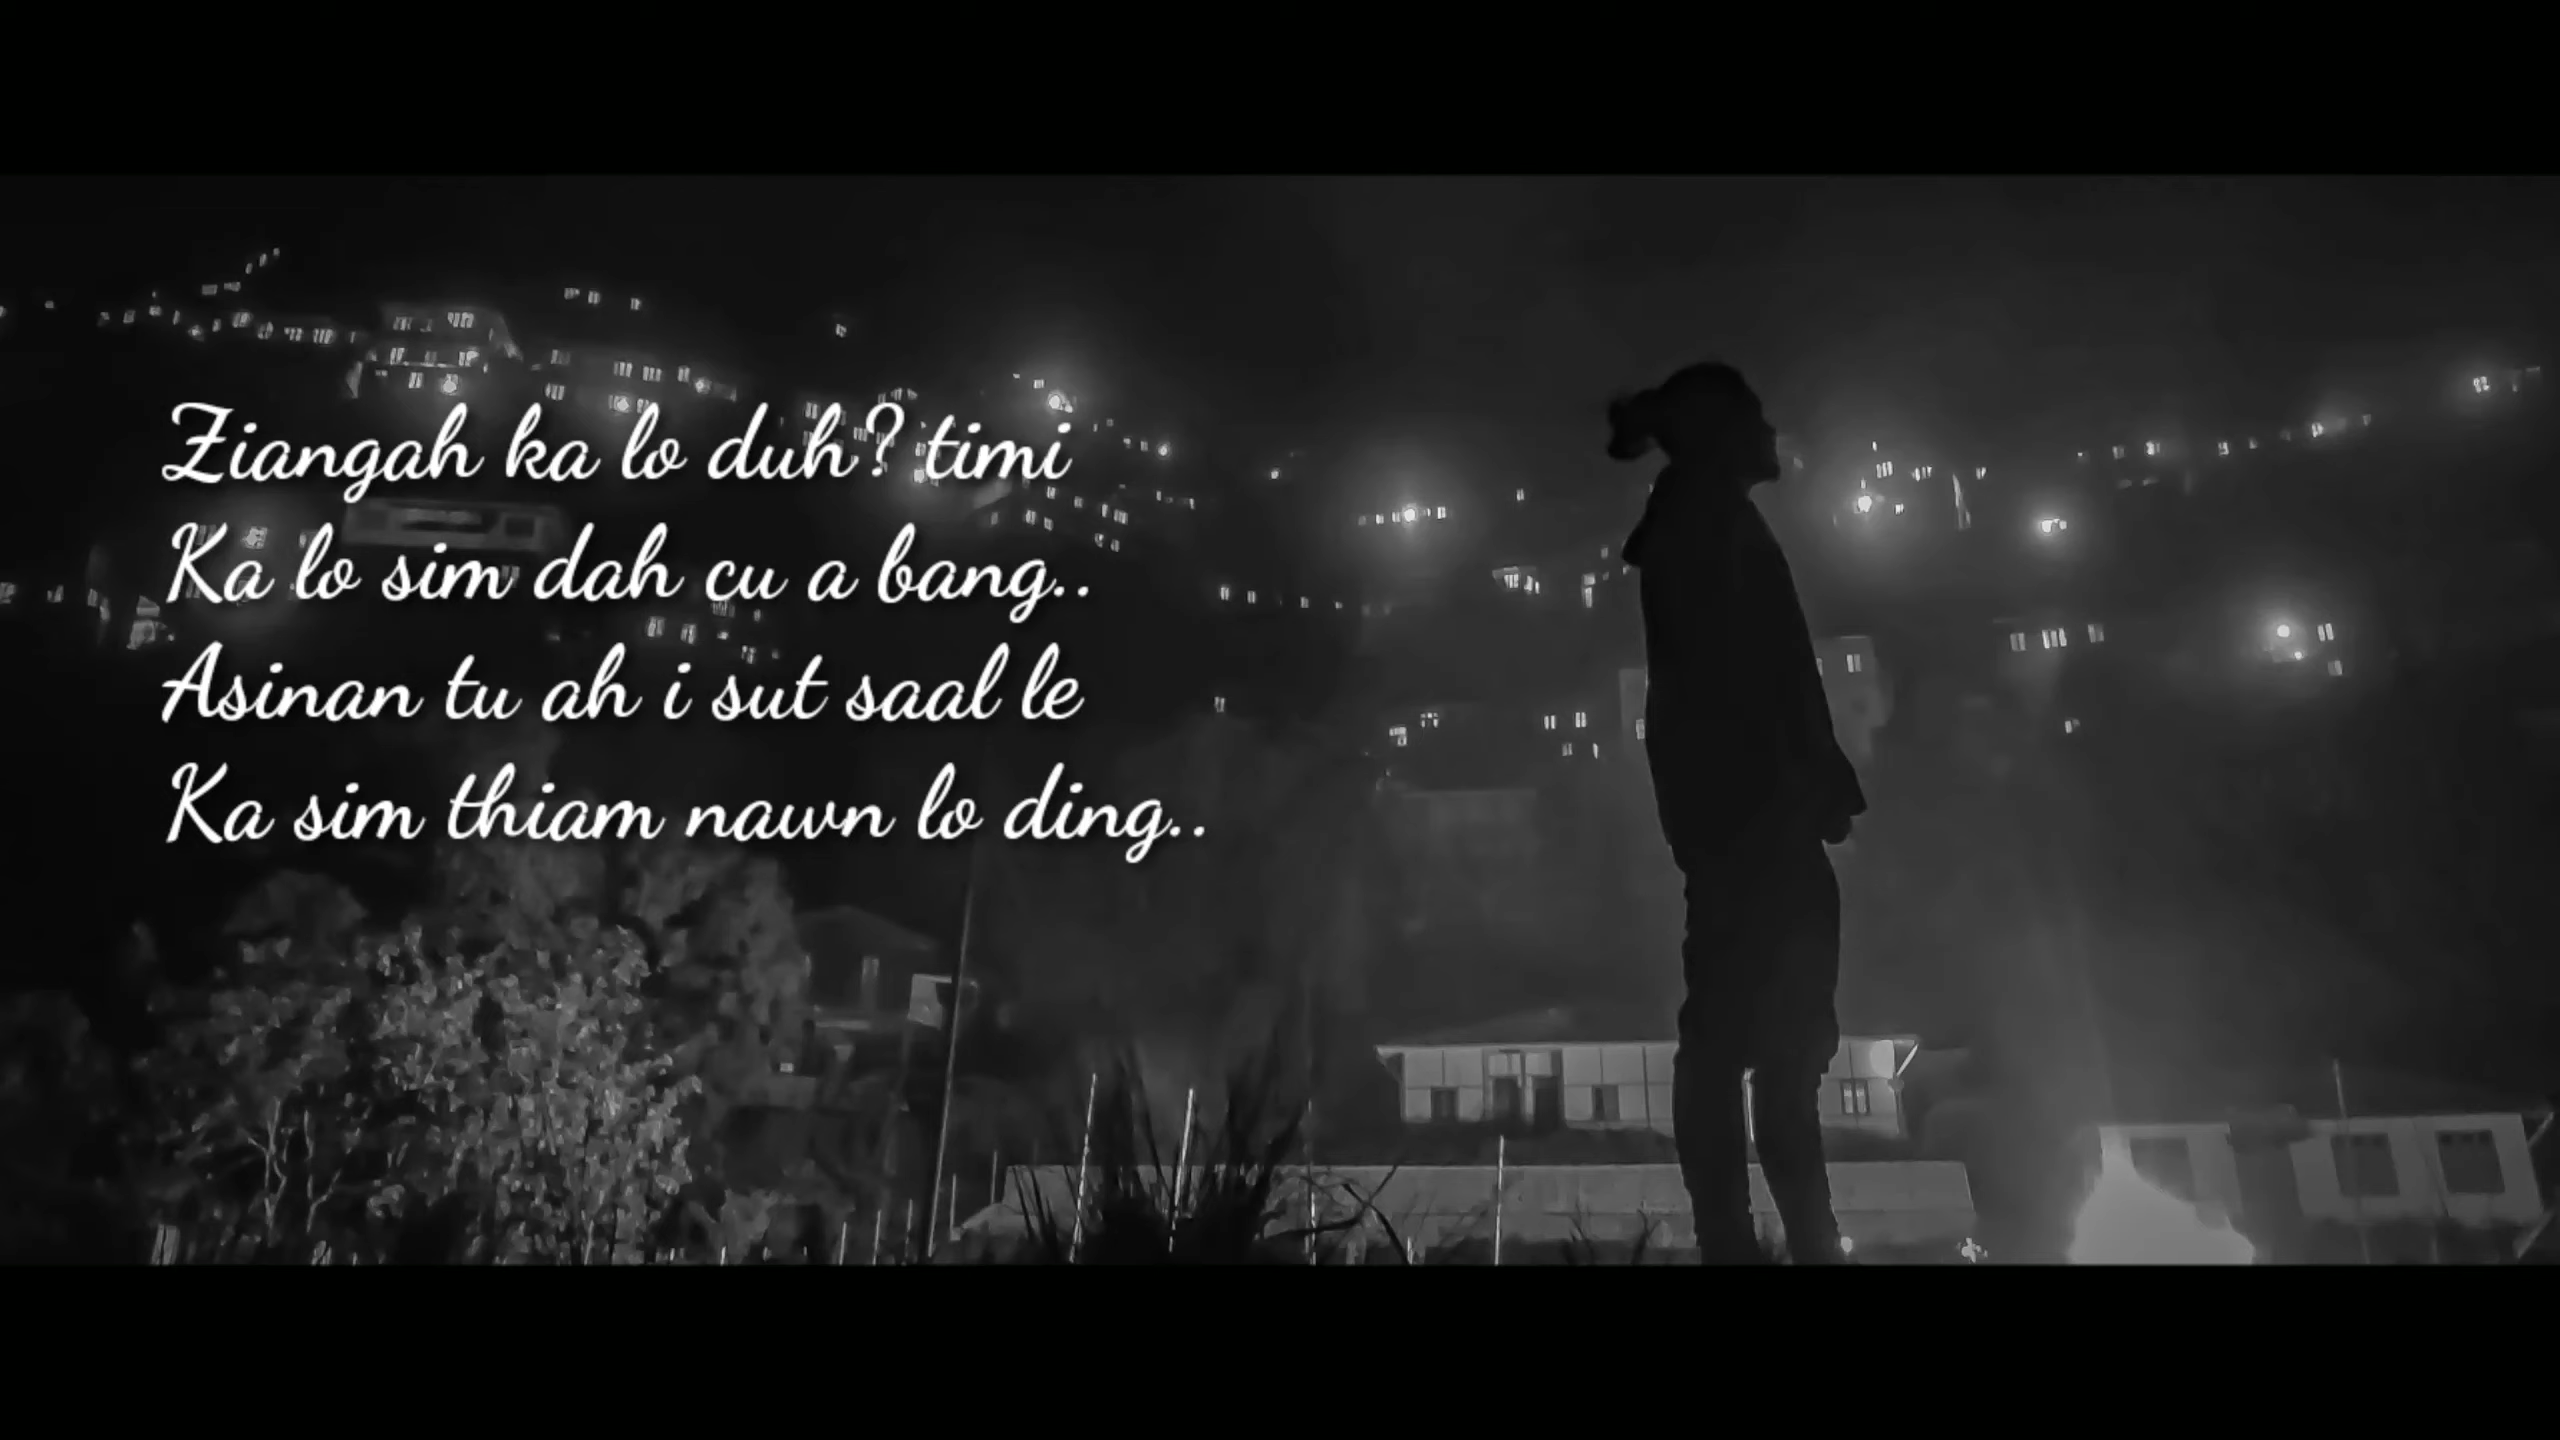 Ziangah ka lo duh? timi
Ka lo sim dah cu a bang..
Asinan tu ah i sut saal le
Ka sim thiam nawn lo ding..